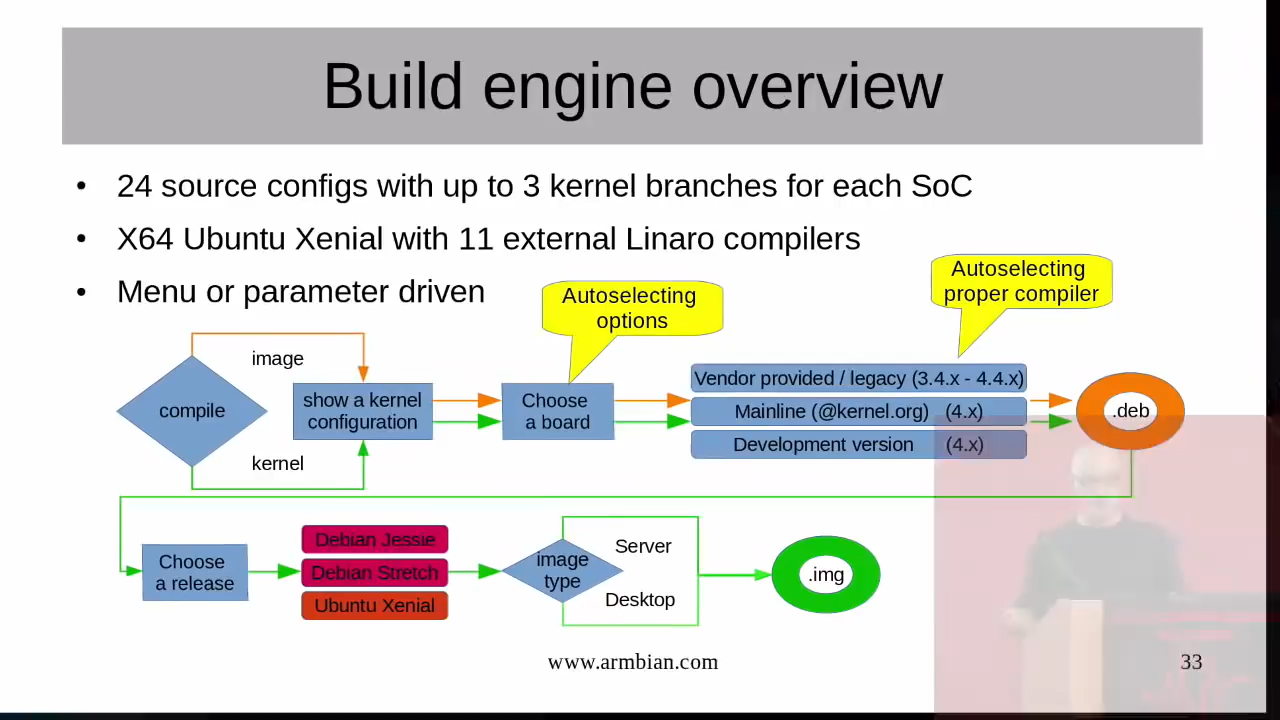 Build engine overview
• 24 source configs with up to 3 kernel branches for each SoC
• X64 Ubuntu Xenial with 11 external Linaro compilers
• Menu or parameter driven
Autoselecting
options
Autoselecting
proper compiler
image
compile
kernel
show a kernel
configuration
Choose
a board
Vendor provided / legacy (3.4.x - 4.4.x)
Mainline (@kernel.org) (4.x)
Development version (4.x)
.deb
Choose
a release
Debian Jessie
Debian Stretch
Ubuntu Xenial
image
type
Server
Desktop
.img
www.armbian.com
33